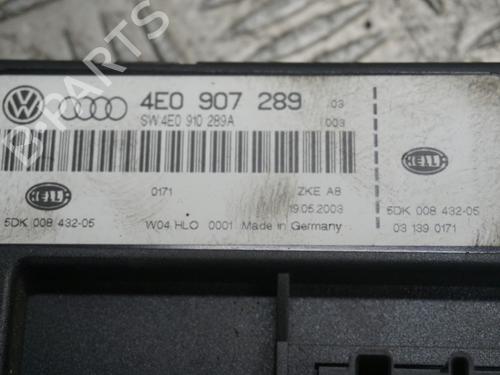 4E0 907 289 03
SW.4E0 910 289A 003
HELLA HELLA
0171 ZKE A8
19.05.2003
5DK 008 432-05 5DK 008 432-05
W04 HLO 0001 Made in Germany 03 139 0171
BPARTS